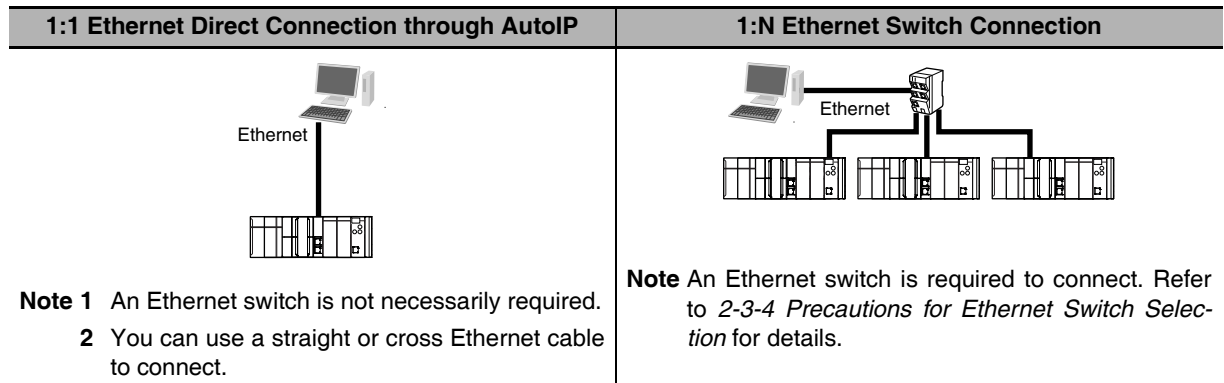 1:1 Ethernet Direct Connection through AutoIP
Ethernet
Note 1 An Ethernet switch is not necessarily required.
2 You can use a straight or cross Ethernet cable
to connect.
1:N Ethernet Switch Connection
Ethernet
Note An Ethernet switch is required to connect. Refer
to 2-3-4 Precautions for Ethernet Switch Selec-
tion for details.